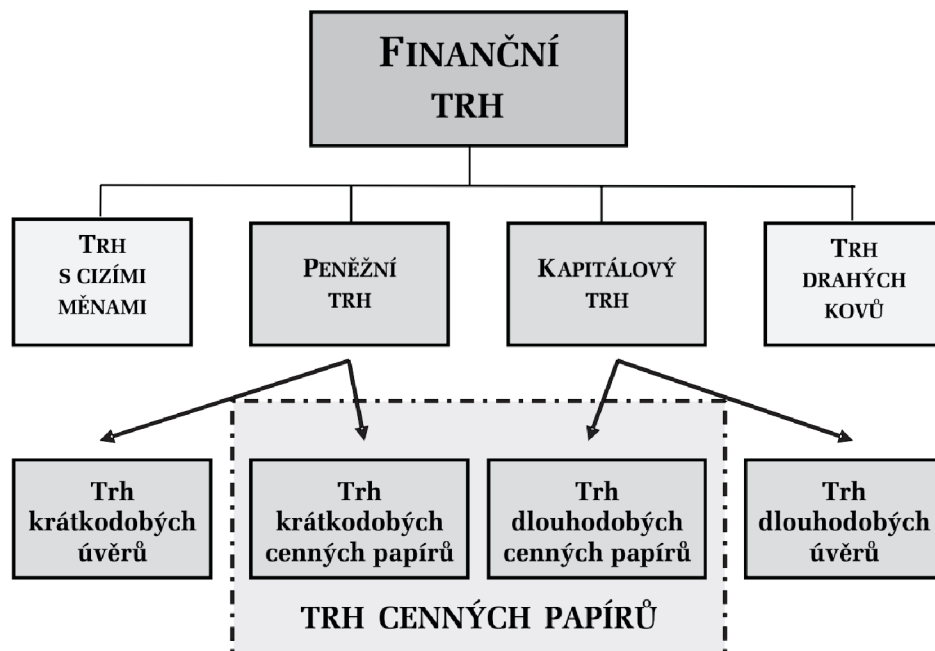 FINANČNÍ
TRH
TRH
S CIZÍMI
MĚNAMI
PENĚŽNÍ
TRH
KAPITÁLOVÝ
TRH
TRH
DRAHÝCH
KOVŮ
Trh
krátkodobých
úvěrů
Trh
krátkodobých
cenných papírů
Trh
dlouhodobých
cenných papírů
Trh
dlouhodobých
úvěrů
TRH CENNÝCH PAPÍRŮ